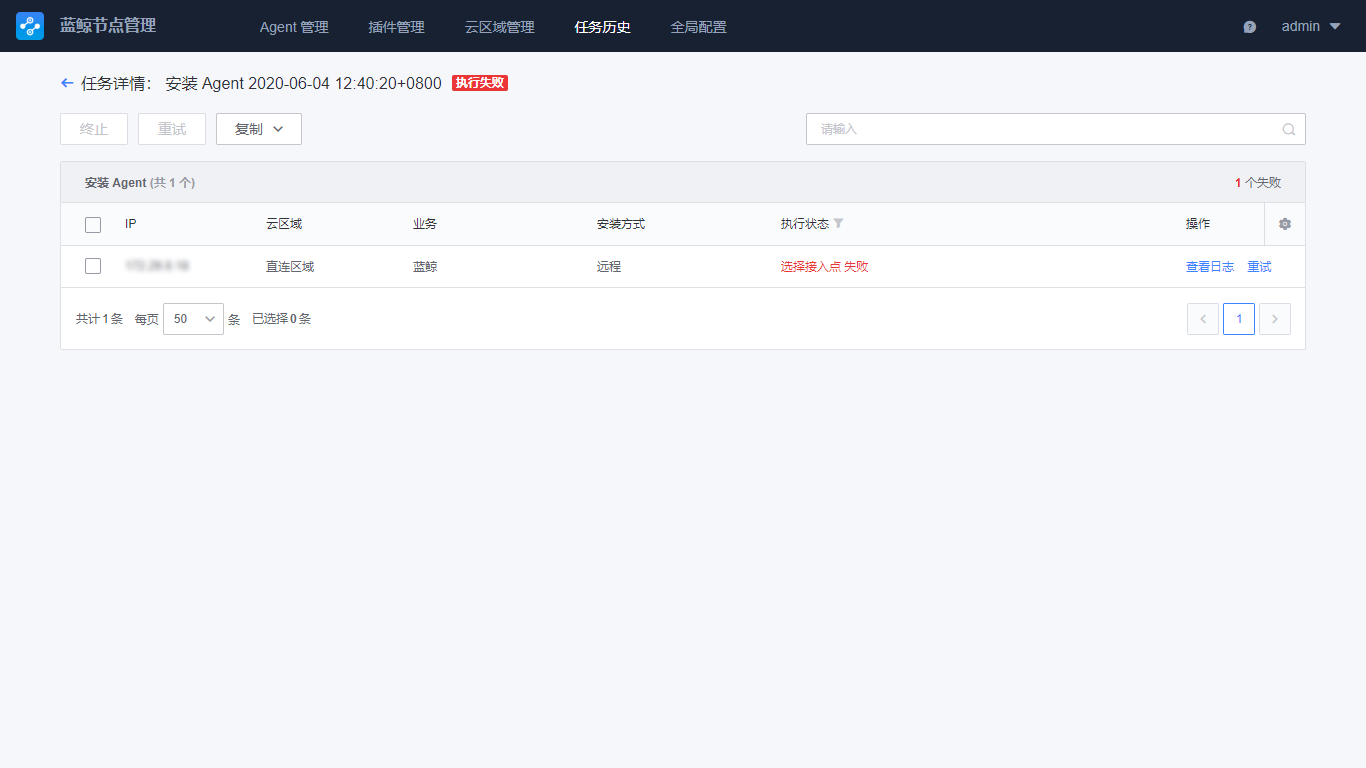 蓝鲸节点管理 Agent 管理 插件管理 云区域管理 任务历史 全局配置 ? admin
任务详情： 安装 Agent 2020-06-04 12:40:20+0800 执行失败
终止 重试 复制 请输入
安装 Agent (共 1 个) 1 个失败
IP 云区域 业务 安装方式 执行状态 操作
直连区域 蓝鲸 远程 选择接入点 失败 查看日志 重试
共计 1 条 每页 50 条 已选择 0 条 1